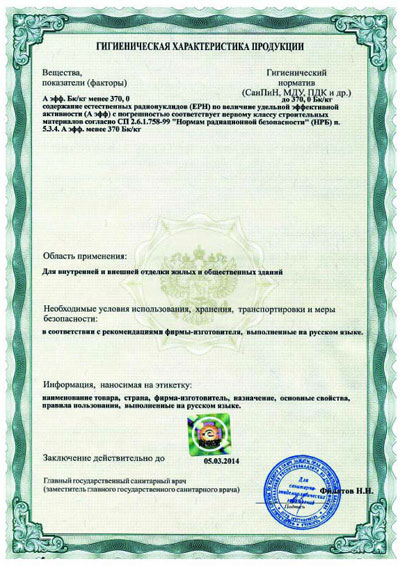 ГИГИЕНИЧЕСКАЯ ХАРАКТЕРИСТИКА ПРОДУКЦИИ
Вещества,
показатели (факторы)
Гигиенический
норматив
(СанПиН, МДУ, ПДК и др.)
А эфф. Бк/кг менее 370, 0
до 370, 0 Бк/кг
содержание естественных радионуклидов (ЕРН) по величине удельной эффективной
активности (А эфф) с погрешностью соответствует первому классу строительных
материалов согласно СП 2.6.1.758-99 "Нормам радиационной безопасности" (НРБ) п.
5.3.4. А эфф. менее 370 Бк/кг
Область применения:
Для внутренней и внешней отделки жилых и общественных зданий
Необходимые условия использования, хранения, транспортировки и меры
безопасности:
в соответствии с рекомендациями фирмы-изготовителя, выполненные на русском языке.
Информация, наносимая на этикетку:
наименование товара, страна, фирма-изготовитель, назначение, основные свойства,
правила пользования, выполненные на русском языке.
Заключение действительно до
05.03.2014
Главный государственный санитарный врач
(заместитель главного государственного санитарного врача)
Филатов Н.И.
Для